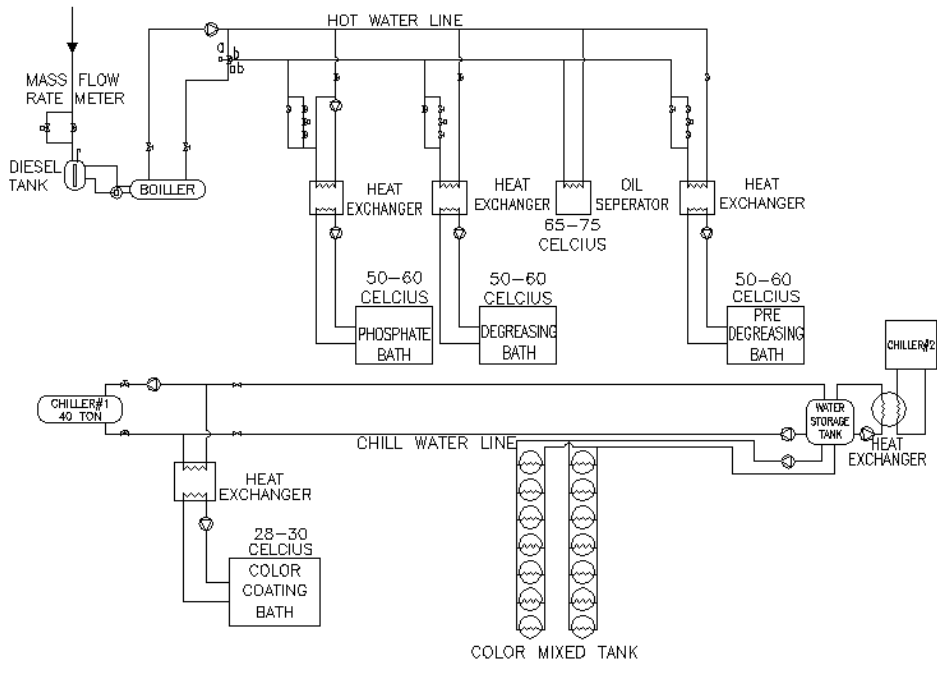 HOT WATER LINE
a
b
ab
MASS FLOW
RATE METER
DIESEL
TANK
BOILLER
HEAT
EXCHANGER
HEAT
EXCHANGER
OIL
SEPERATOR
65-75
CELCIUS
HEAT
EXCHANGER
50-60
CELCIUS
PHOSPHATE
BATH
50-60
CELCIUS
DEGREASING
BATH
50-60
CELCIUS
PRE
DEGREASING
BATH
CHILLER#2
CHILLER#1
40 TON
WATER
STORAGE
TANK
HEAT
EXCHANGER
CHILL WATER LINE
HEAT
EXCHANGER
28-30
CELCIUS
COLOR
COATING
BATH
COLOR MIXED TANK